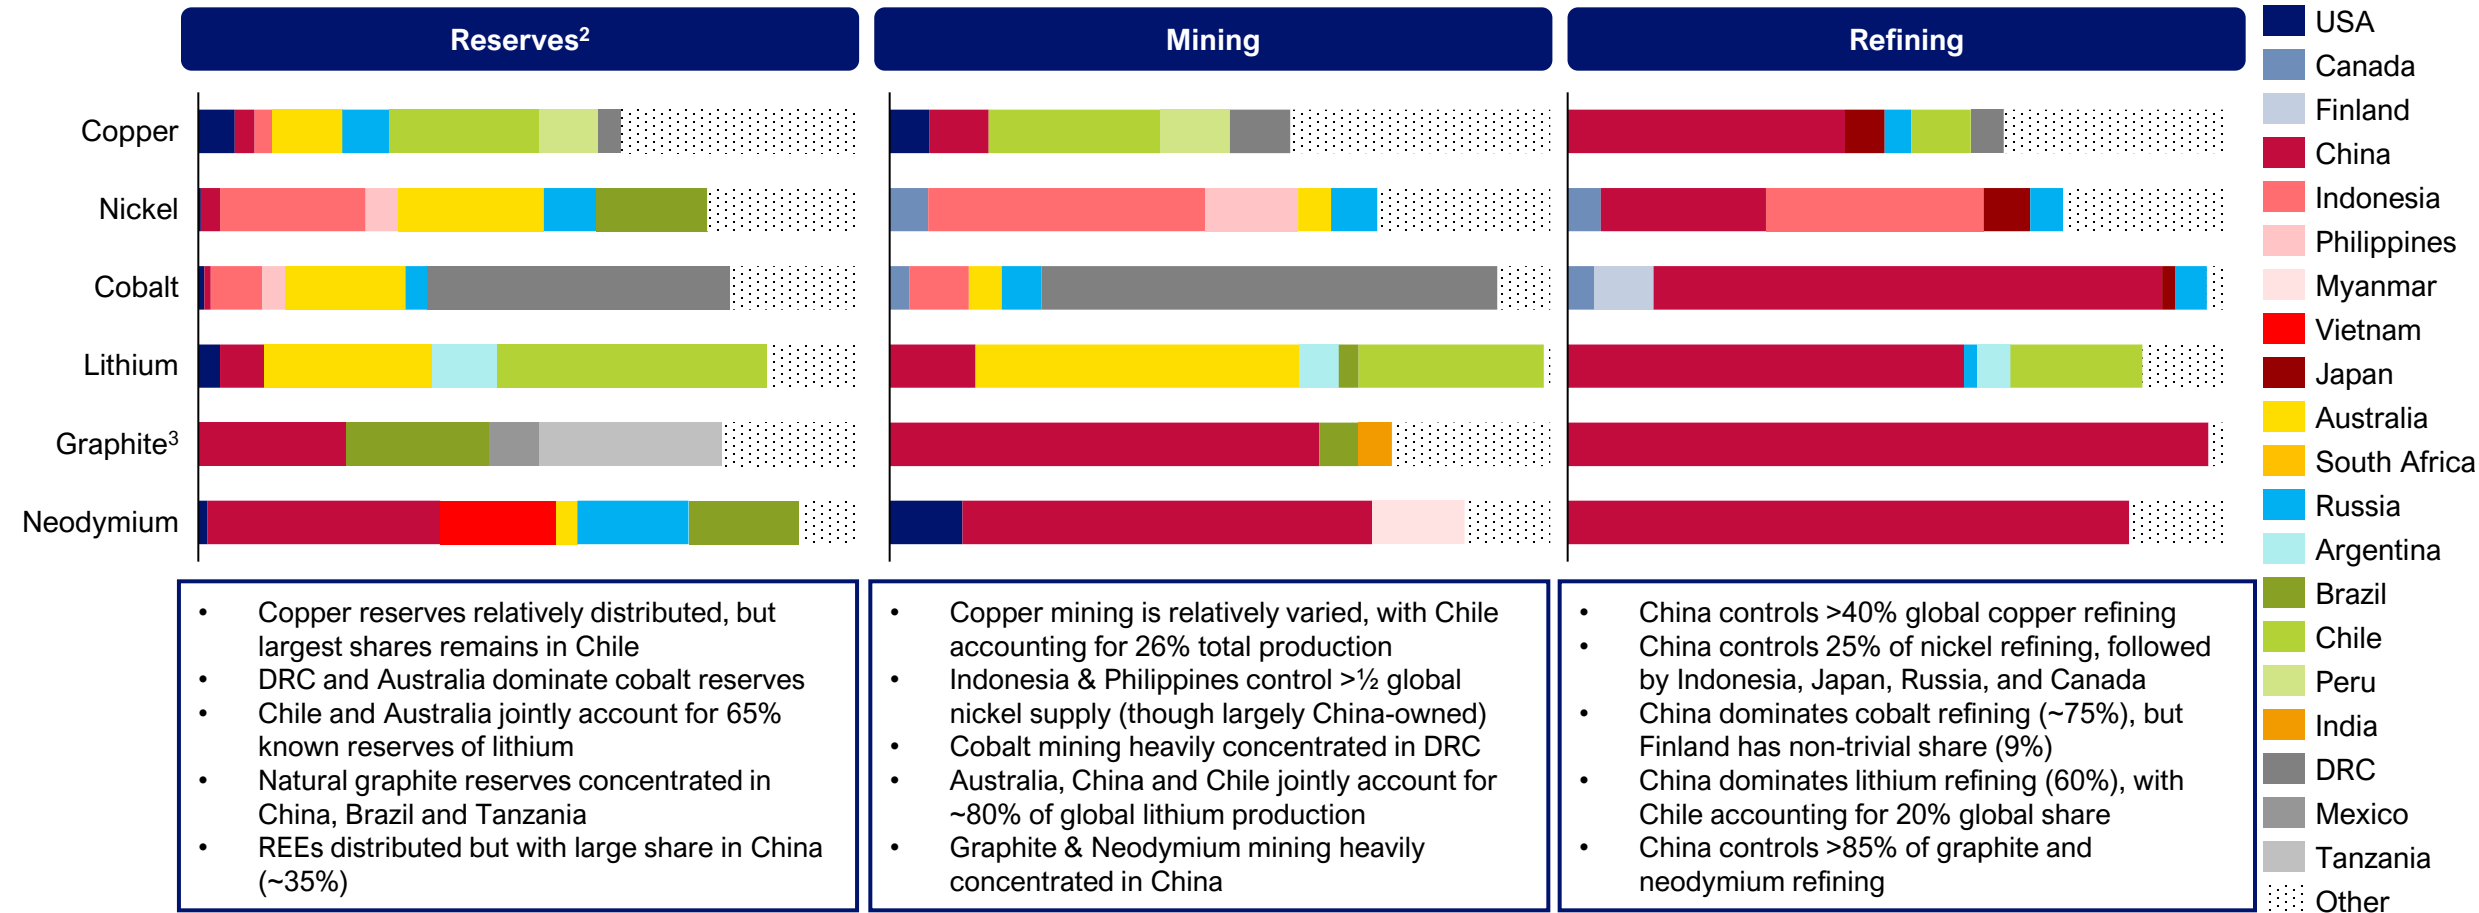 Reserves2
Mining
Refining
Copper
Nickel
Cobalt
Lithium
Graphite3
Neodymium
USA
Canada
Finland
China
Indonesia
Philippines
Myanmar
Vietnam
Japan
Australia
South Africa
Russia
Argentina
Brazil
Chile
Peru
India
DRC
Mexico
Tanzania
Other
• Copper reserves relatively distributed, but
largest shares remains in Chile
• DRC and Australia dominate cobalt reserves
• Chile and Australia jointly account for 65%
known reserves of lithium
• Natural graphite reserves concentrated in
China, Brazil and Tanzania
• REEs distributed but with large share in China
(~35%)
• Copper mining is relatively varied, with Chile
accounting for 26% total production
• Indonesia & Philippines control >½ global
nickel supply (though largely China-owned)
• Cobalt mining heavily concentrated in DRC
• Australia, China and Chile jointly account for
~80% of global lithium production
• Graphite & Neodymium mining heavily
concentrated in China
• China controls >40% global copper refining
• China controls 25% of nickel refining, followed
by Indonesia, Japan, Russia, and Canada
• China dominates cobalt refining (~75%), but
Finland has non-trivial share (9%)
• China dominates lithium refining (60%), with
Chile accounting for 20% global share
• China controls >85% of graphite and
neodymium refining